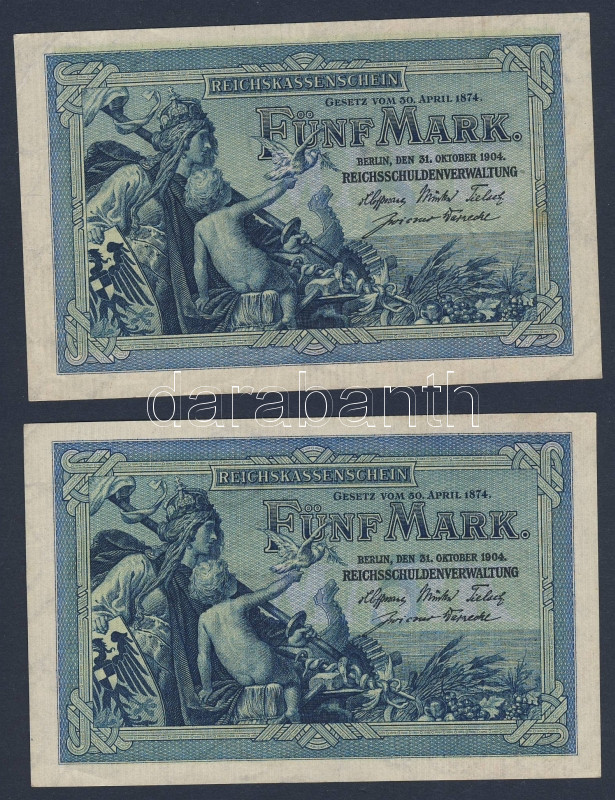 REICHSKASSENSCHEIN
GESETZ VOM 30. APRIL 1874.
FÜNF MARK.
BERLIN, DEN 31. OKTOBER 1904.
REICHSSCHULDENVERWALTUNG
darabanth
REICHSKASSENSCHEIN
GESETZ VOM 30. APRIL 1874.
FÜNF MARK.
BERLIN, DEN 31. OKTOBER 1904.
REICHSSCHULDENVERWALTUNG